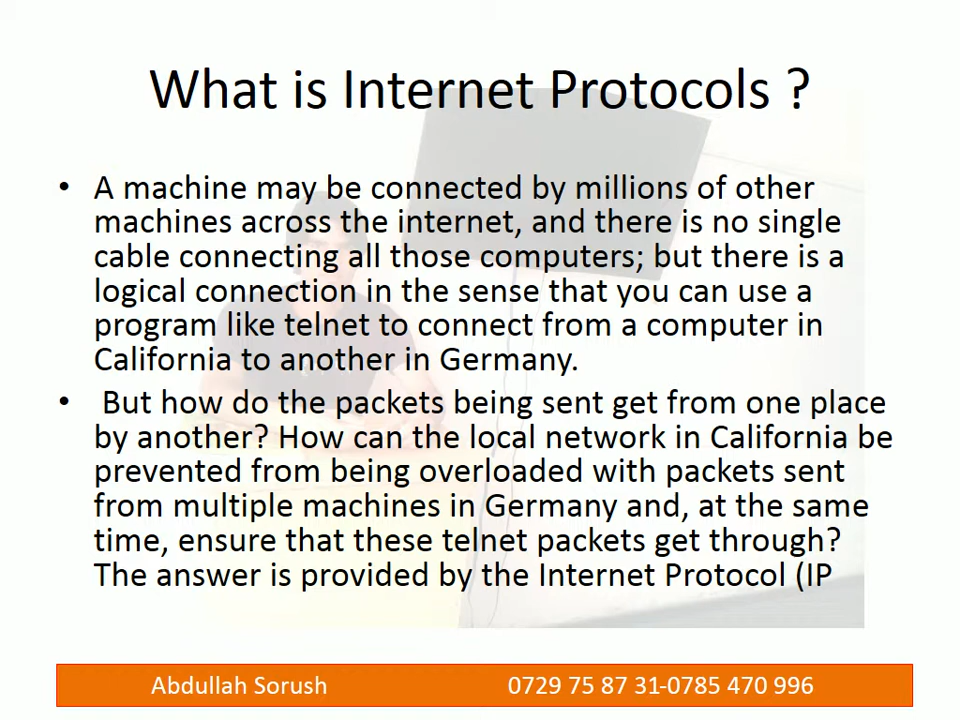 What is Internet Protocols ?
• A machine may be connected by millions of other
machines across the internet, and there is no single
cable connecting all those computers; but there is a
logical connection in the sense that you can use a
program like telnet to connect from a computer in
California to another in Germany.
• But how do the packets being sent get from one place
by another? How can the local network in California be
prevented from being overloaded with packets sent
from multiple machines in Germany and, at the same
time, ensure that these telnet packets get through?
The answer is provided by the Internet Protocol (IP
Abdullah Sorush 0729 75 87 31-0785 470 996